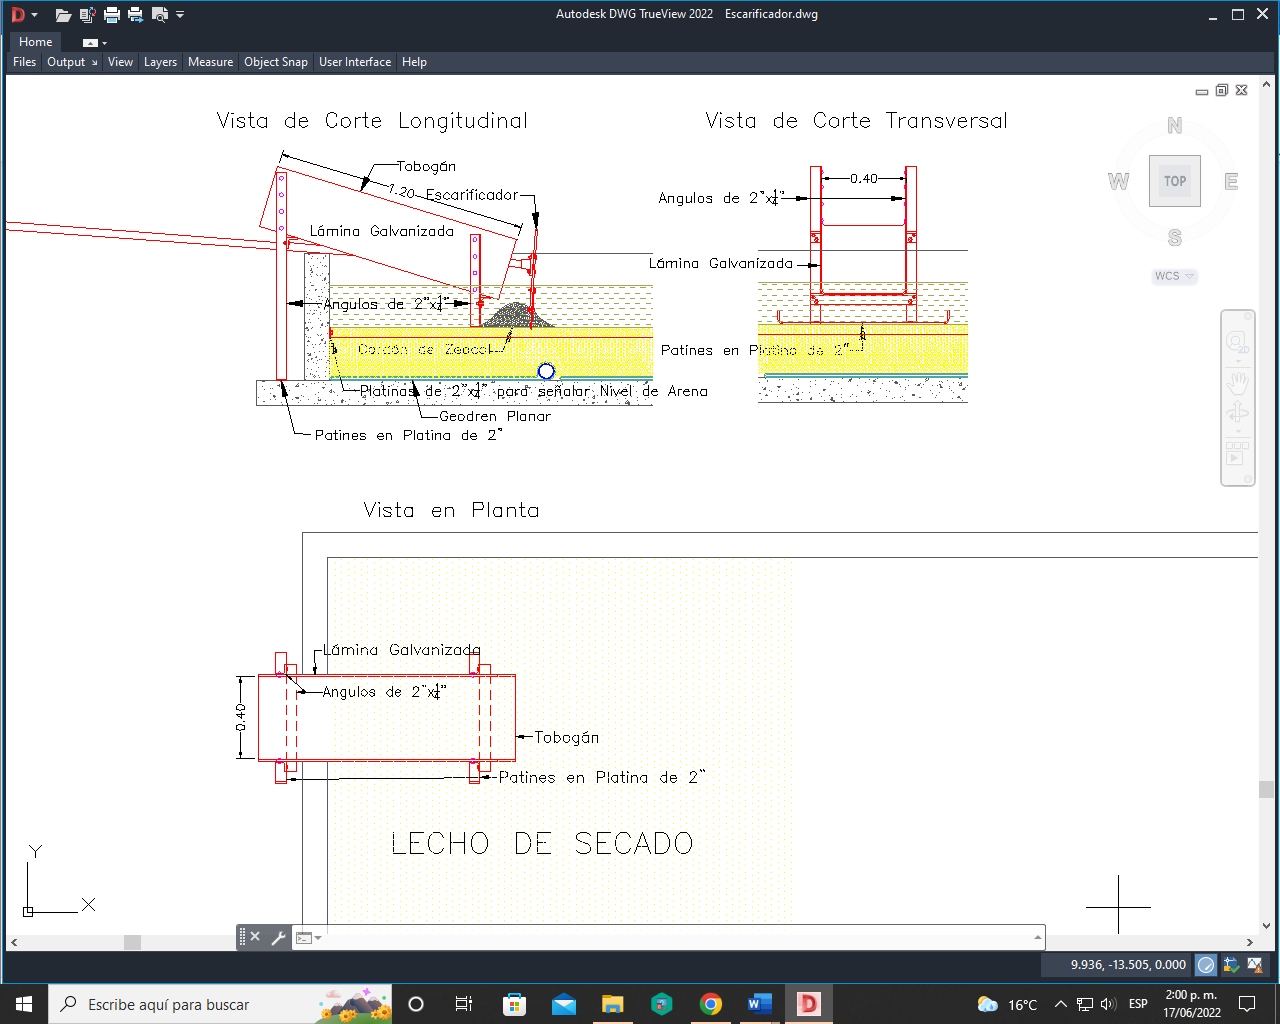 Autodesk DWG TrueView 2022 Escarificador.dwg
Home
Files Output View Layers Measure Object Snap User Interface Help
Vista de Corte Longitudinal
Vista de Corte Transversal
Tobogán
1.20
Escarificador
Lámina Galvanizada
Angulos de 2"x¼"
Cordón de Zeocol
Platinas de 2"x¼" para señalar Nivel de Arena
Geodren Planar
Patines en Platina de 2"
0.40
Angulos de 2"x¼"
Lámina Galvanizada
Patines en Platina de 2"
N
W TOP E
S
WCS
2D
Vista en Planta
Lámina Galvanizada
Angulos de 2"x¼"
0.40
Tobogán
Patines en Platina de 2"
LECHO DE SECADO
Y
X
9.936, -13.505, 0.000
Escribe aquí para buscar
16°C
ESP
2:00 p. m.
17/06/2022